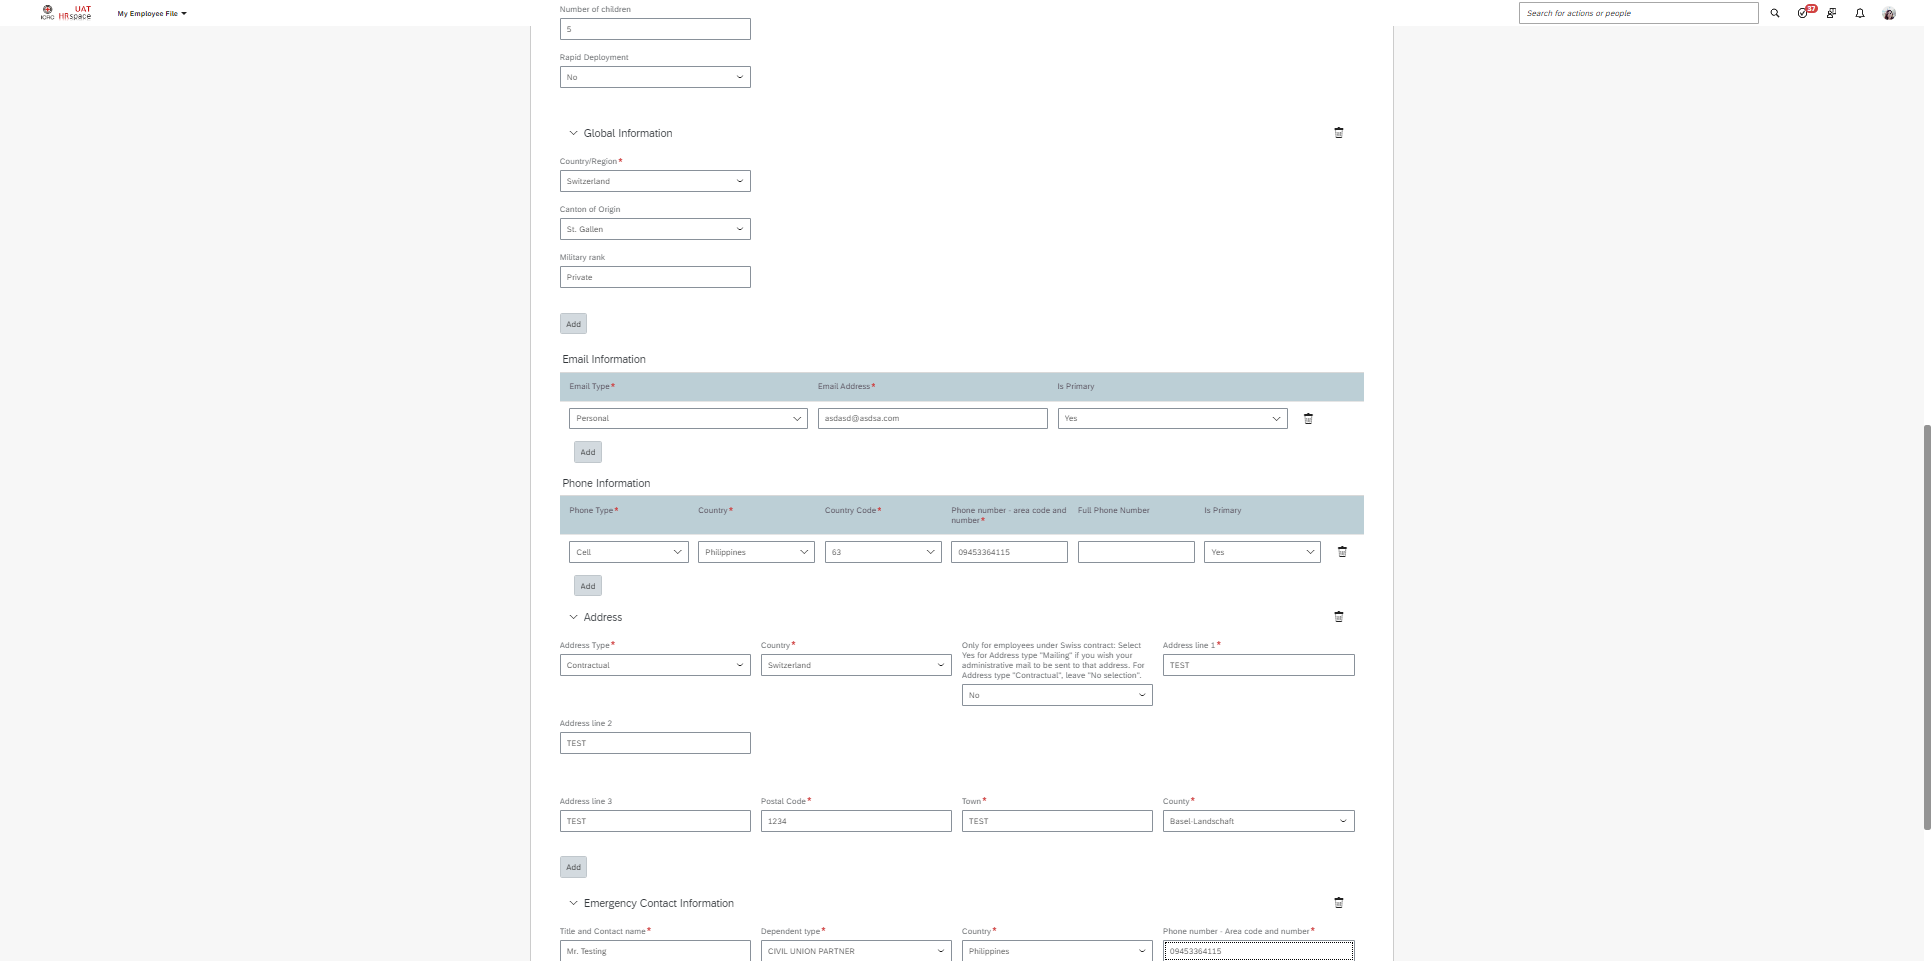 ICRC
UAT
HRspace
My Employee File
Search for actions or people
37
Number of children
5
Rapid Deployment
No
Global Information
Country/Region*
Switzerland
Canton of Origin
St. Gallen
Military rank
Private
Add
Email Information
Email Type* Email Address* Is Primary
Personal asdasd@asdsa.com Yes
Add
Phone Information
Phone Type* Country* Country Code* Phone number - area code and number* Full Phone Number Is Primary
Cell Philippines 63 09453364115 Yes
Add
Address
Address Type* Country*
Only for employees under Swiss contract: Select
Yes for Address type "Mailing" if you wish your
administrative mail to be sent to that address. For
Address type "Contractual", leave "No selection".
Address line 1*
Contractual Switzerland No TEST
Address line 2
TEST
Address line 3 Postal Code* Town* County*
TEST 1234 TEST Basel-Landschaft
Add
Emergency Contact Information
Title and Contact name* Dependent type* Country* Phone number - Area code and number*
Mr. Testing CIVIL UNION PARTNER Philippines 09453364115